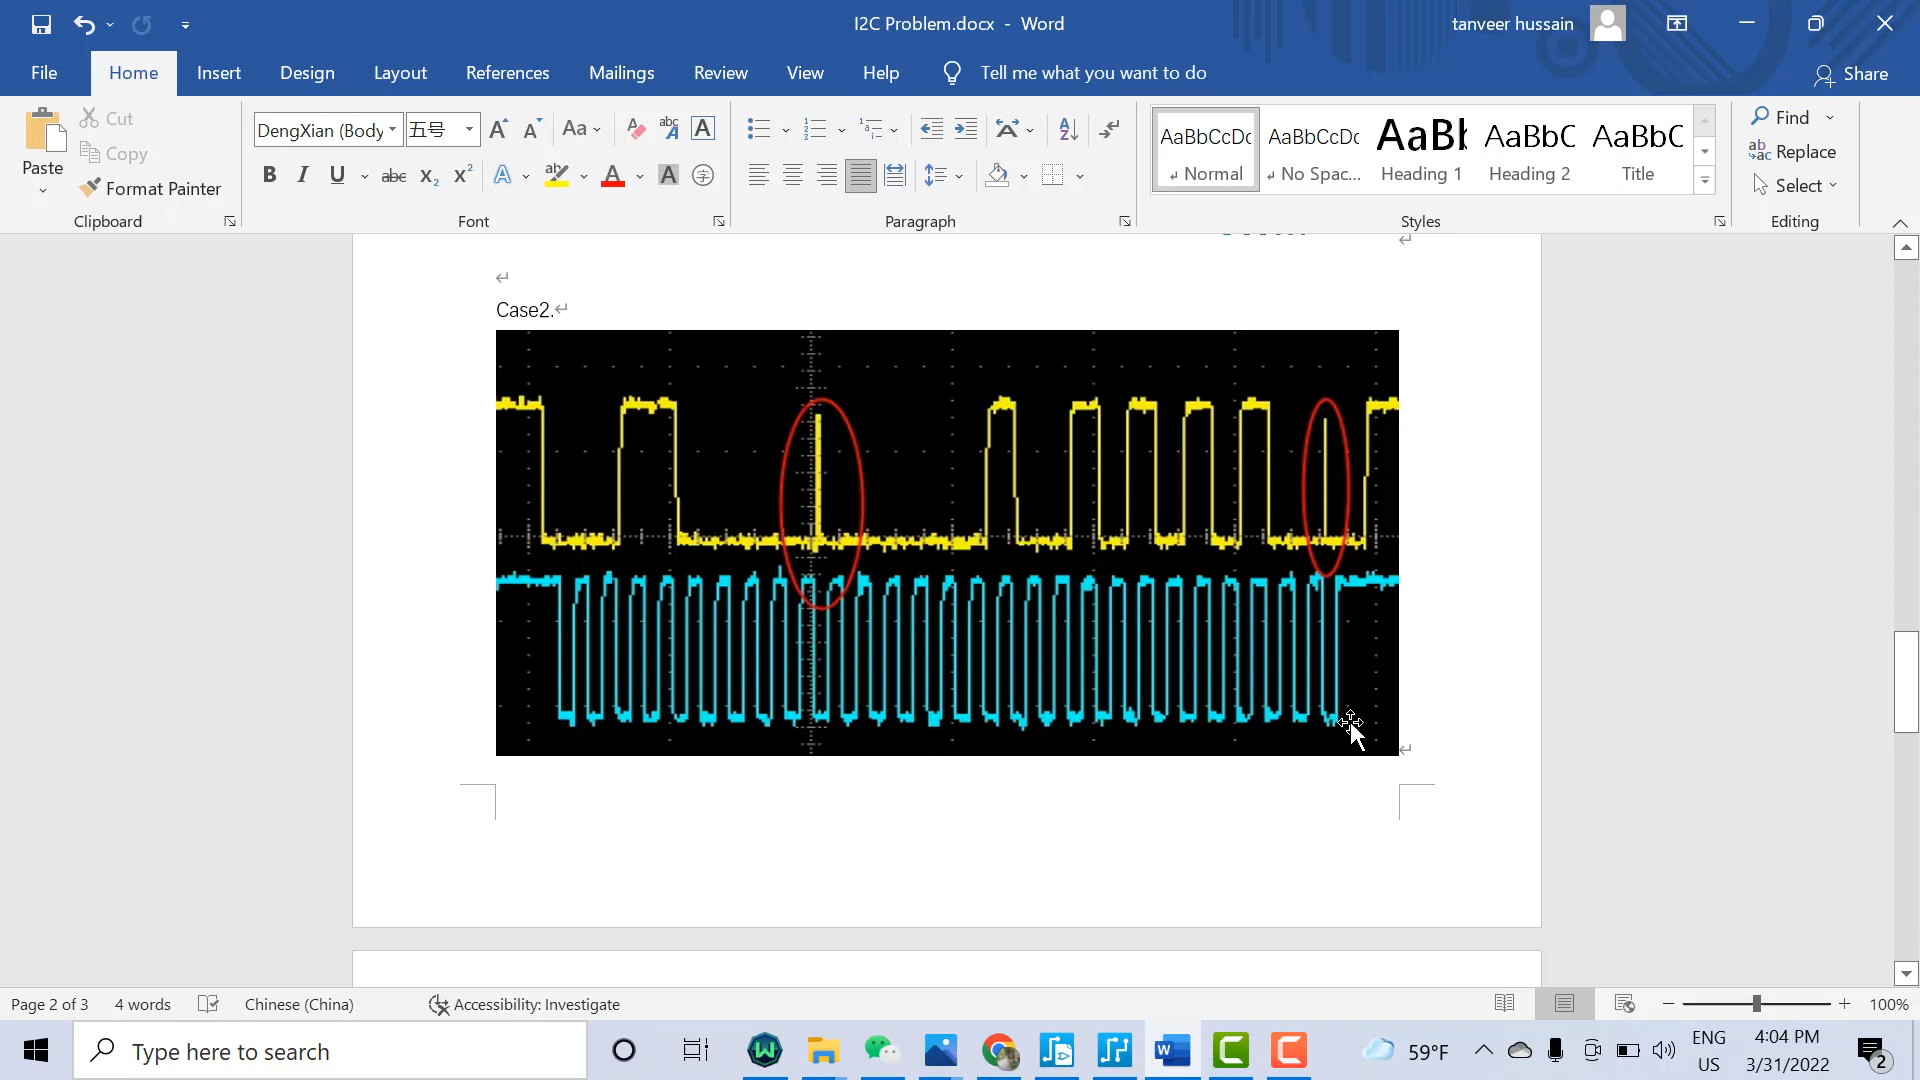 I2C Problem.docx - Word
tanveer hussain
File
Home
Insert
Design
Layout
References
Mailings
Review
View
Help
Tell me what you want to do
Share
Paste
Cut
Copy
Format Painter
Clipboard
DengXian (Body
五号
Font
Paragraph
AaBbCcDc
Normal
AaBbCcDc
No Spac...
AaBl
Heading 1
AaBbC
Heading 2
AaBbC
Title
Styles
Find
Replace
Select
Editing
Case2.
Page 2 of 3
4 words
Chinese (China)
Accessibility: Investigate
100%
Type here to search
59°F
ENG
US
4:04 PM
3/31/2022
2